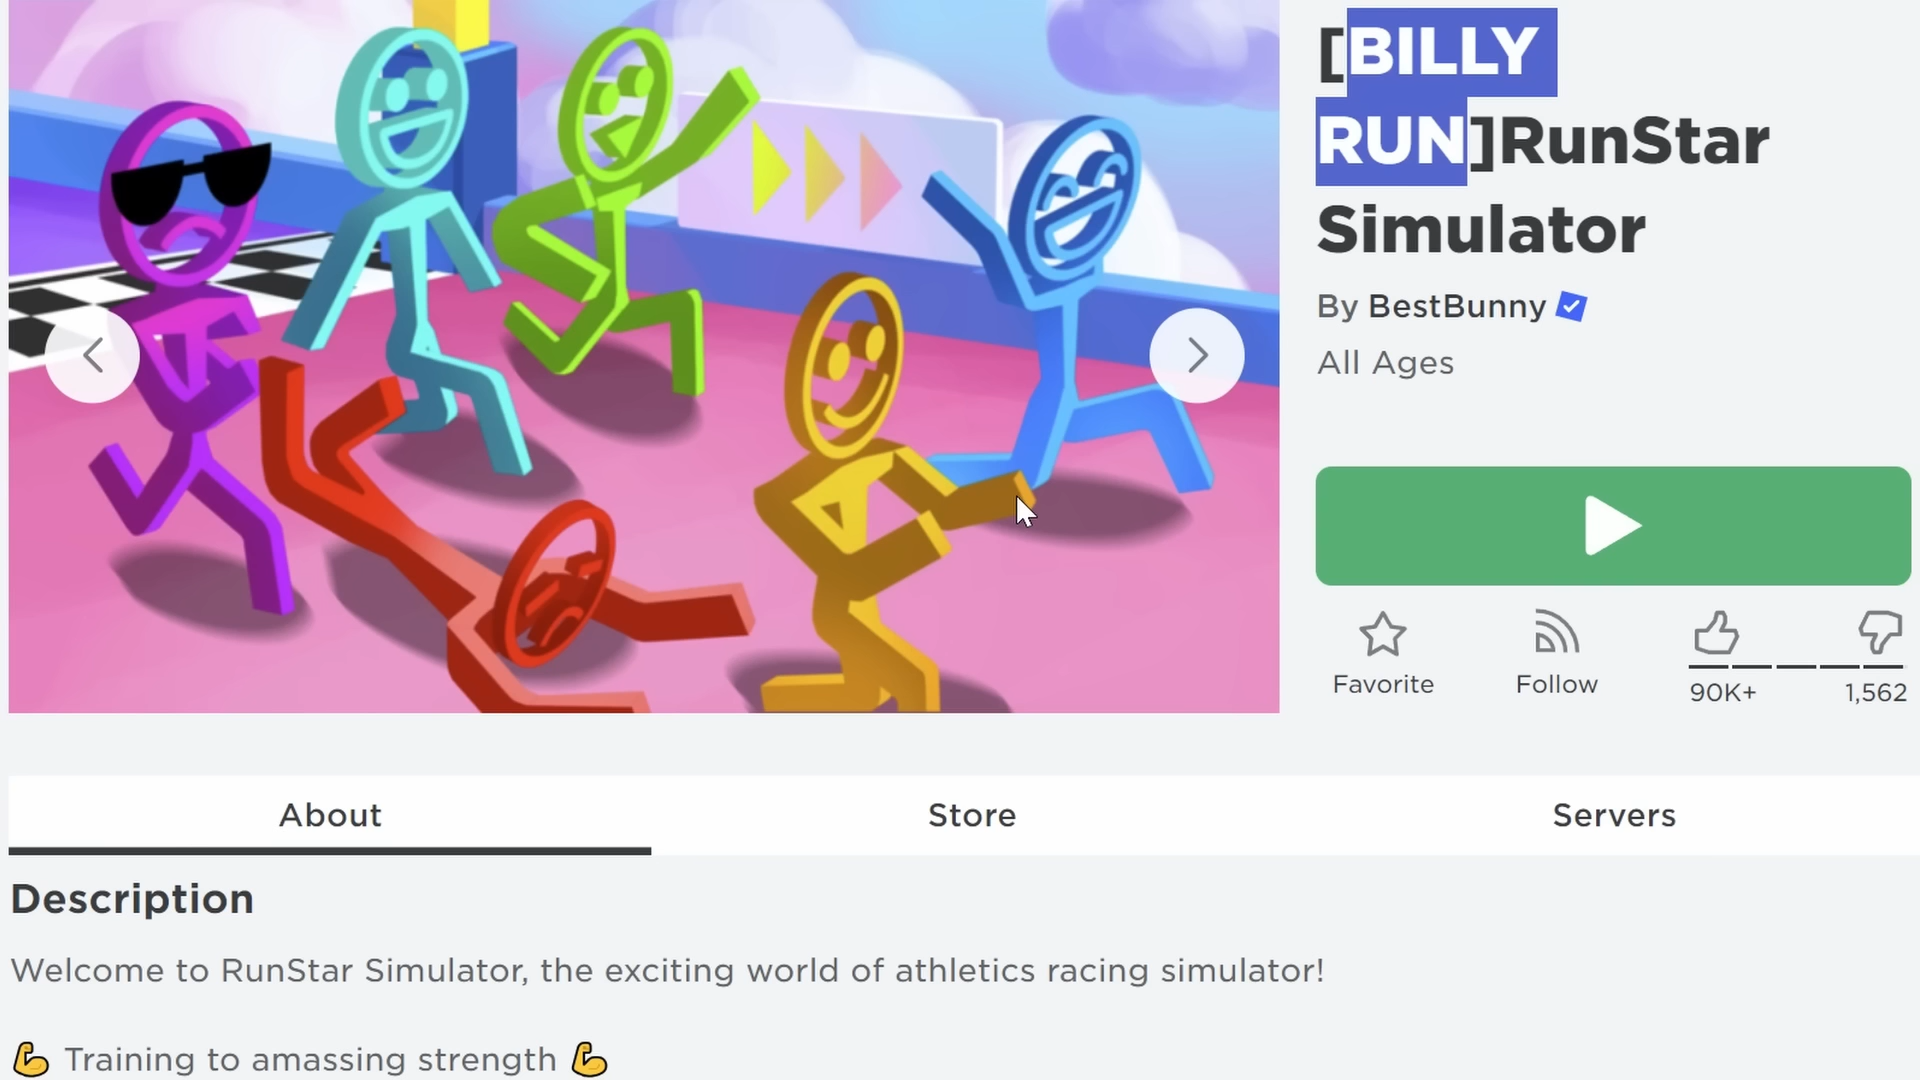 [BILLY
RUN]RunStar
Simulator
By BestBunny
All Ages
Favorite
Follow
90K+
1,562
About
Store
Servers
Description
Welcome to RunStar Simulator, the exciting world of athletics racing simulator!
💪 Training to amassing strength 💪